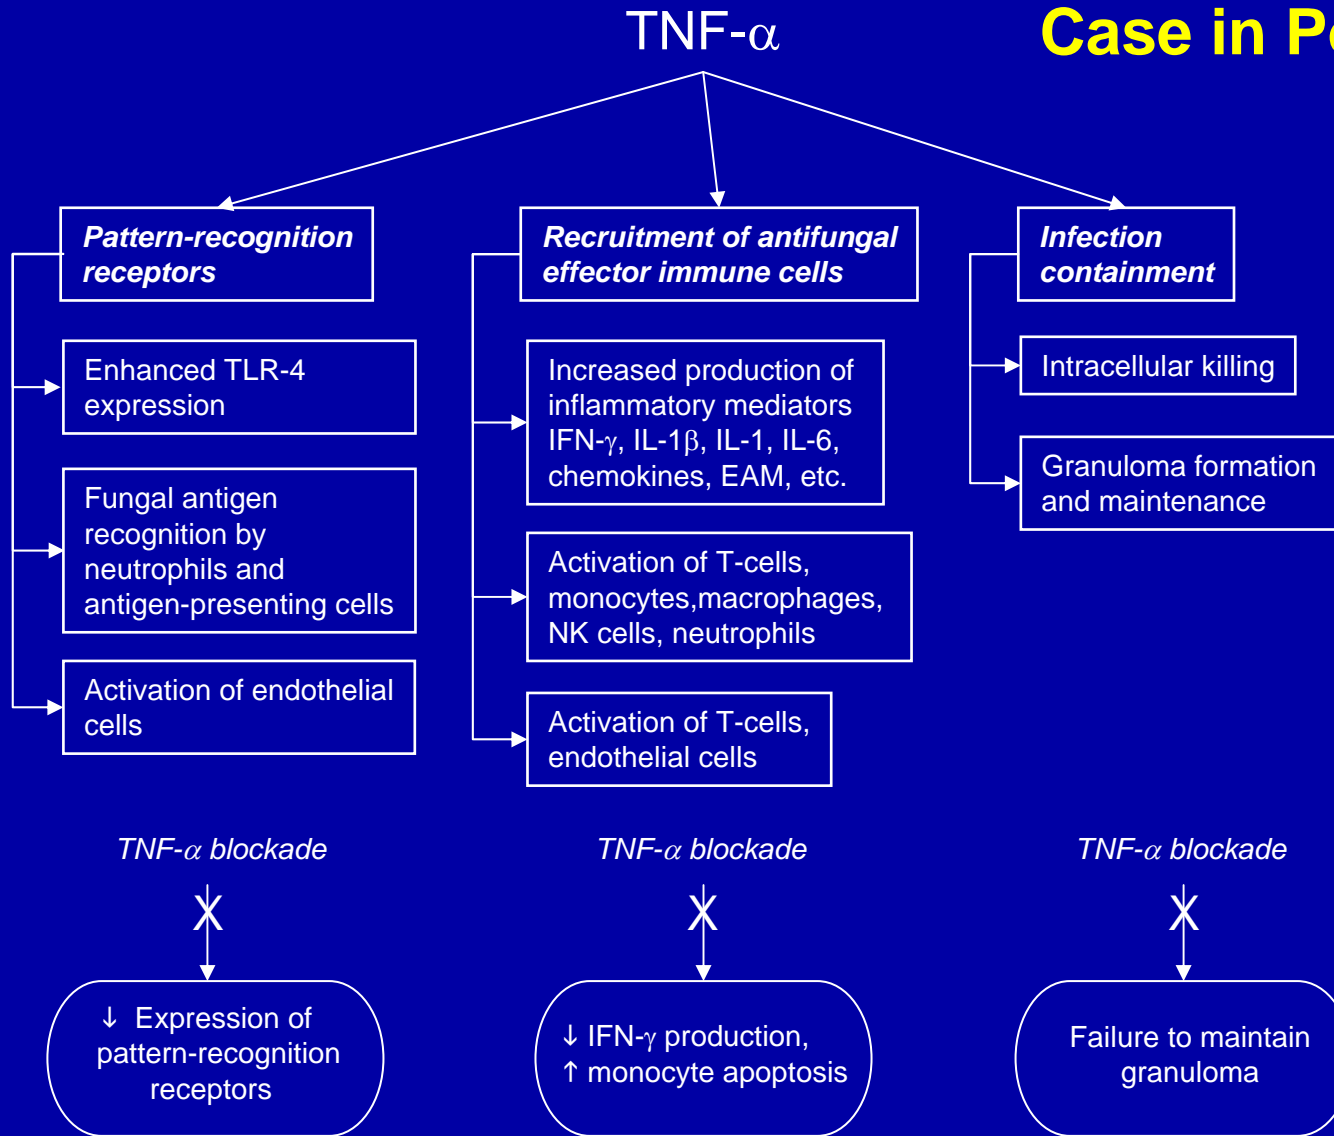 TNF-α
Case in
Pattern-recognition
receptors
Enhanced TLR-4
expression
Fungal antigen
recognition by
neutrophils and
antigen-presenting cells
Activation of endothelial
cells
Recruitment of antifungal
effector immune cells
Increased production of
inflammatory mediators
IFN-γ, IL-1β, IL-1, IL-6,
chemokines, EAM, etc.
Activation of T-cells,
monocytes,macrophages,
NK cells, neutrophils
Activation of T-cells,
endothelial cells
Infection
containment
Intracellular killing
Granuloma formation
and maintenance
TNF-α blockade
X
↓ Expression of
pattern-recognition
receptors
TNF-α blockade
X
↓ IFN-γ production,
↑ monocyte apoptosis
TNF-α blockade
X
Failure to maintain
granuloma